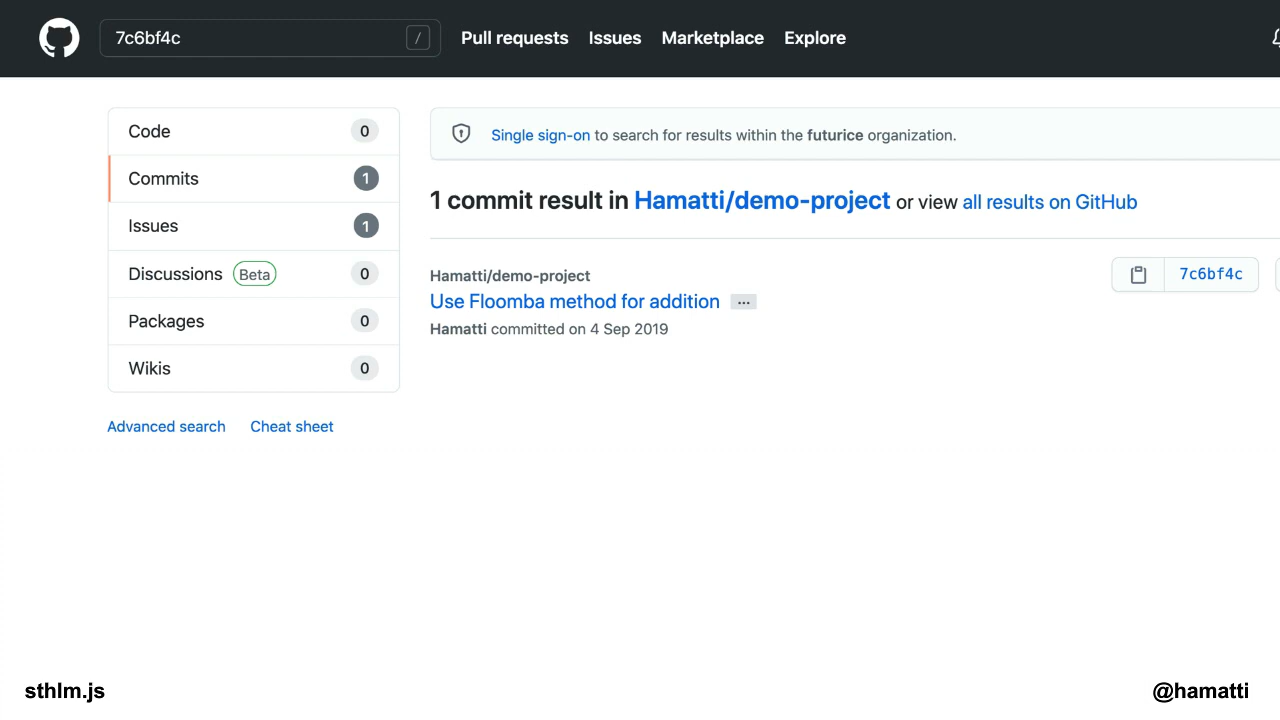 7c6bf4c /
Pull requests Issues Marketplace Explore
Code 0
Commits 1
Issues 1
Discussions Beta 0
Packages 0
Wikis 0
Advanced search Cheat sheet
Single sign-on to search for results within the futurice organization.
1 commit result in Hamatti/demo-project or view all results on GitHub
Hamatti/demo-project
Use Floomba method for addition ...
Hamatti committed on 4 Sep 2019
7c6bf4c
sthlm.js
@hamatti